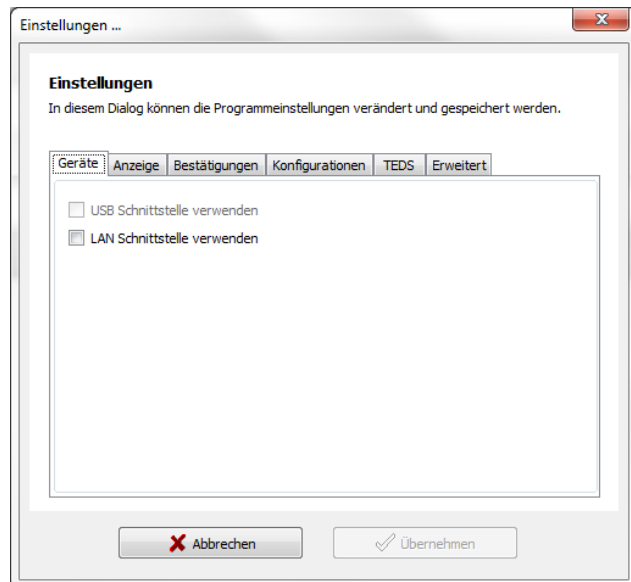 Einstellungen ...
Einstellungen
In diesem Dialog können die Programmeinstellungen verändert und gespeichert werden.
Geräte Anzeige Bestätigungen Konfigurationen TEDS Erweitert
USB Schnittstelle verwenden
LAN Schnittstelle verwenden
Abbrechen Übernehmen